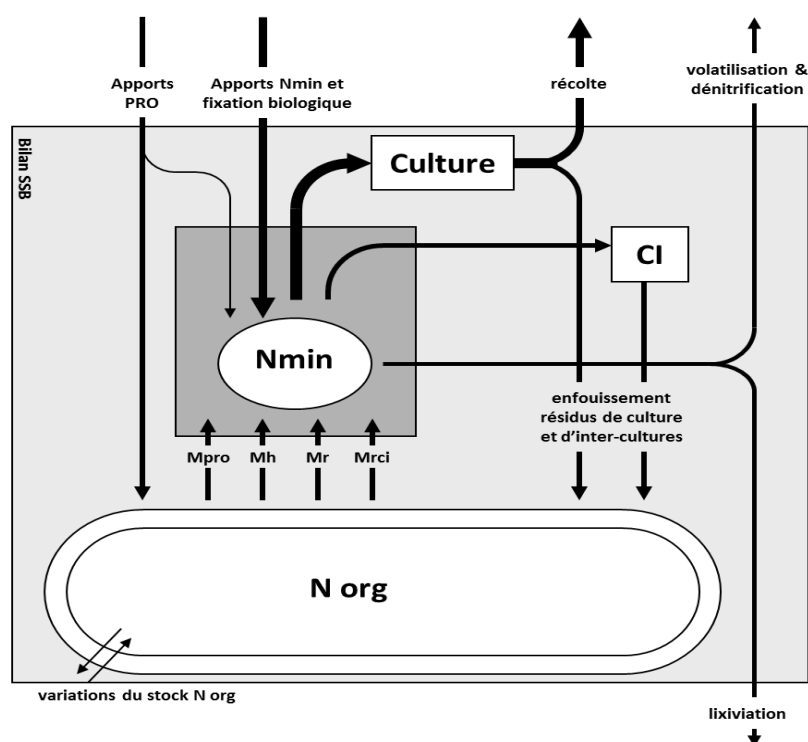 Apports
PRO
Apports Nmin et
fixation biologique
récolte
volatilisation &
dénitrification
Bilan SSB
Culture
CI
Nmin
enfouissement
résidus de culture
et d'inter-cultures
Mpro
Mh
Mr
Mrci
N org
variations du stock N org
lixiviation